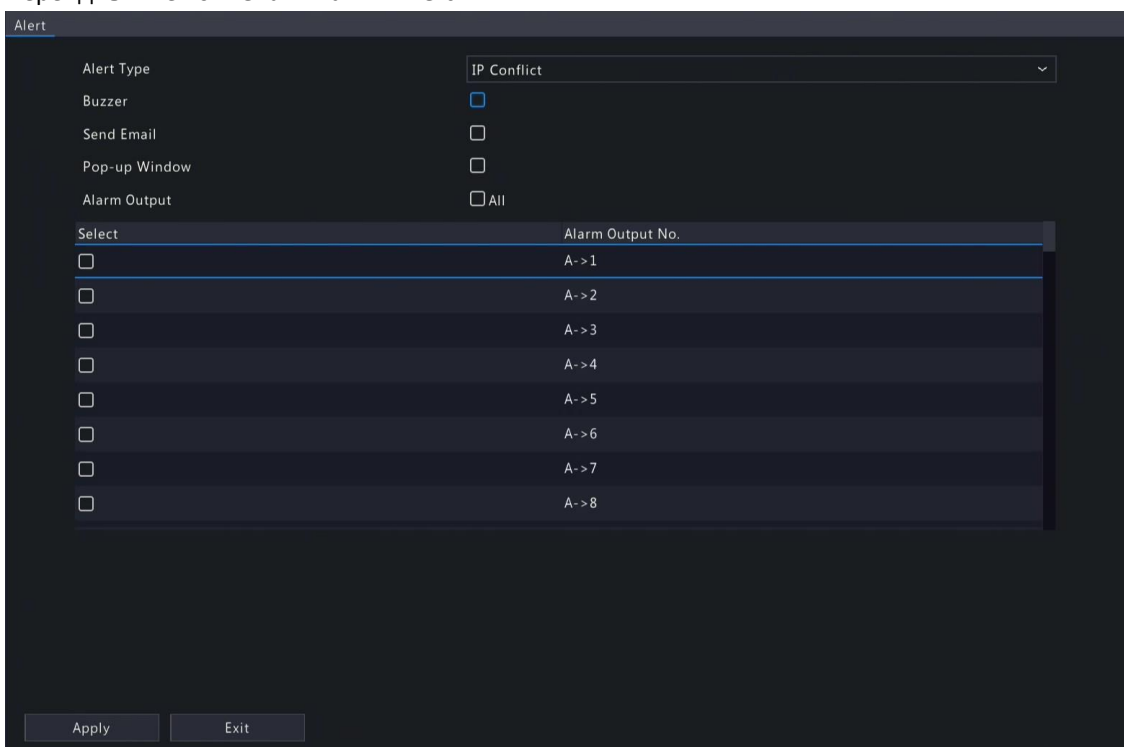 Alert
Alert Type IP Conflict
Buzzer
Send Email
Pop-up Window
Alarm Output All
Select Alarm Output No.
A->1
A->2
A->3
A->4
A->5
A->6
A->7
A->8
Apply Exit